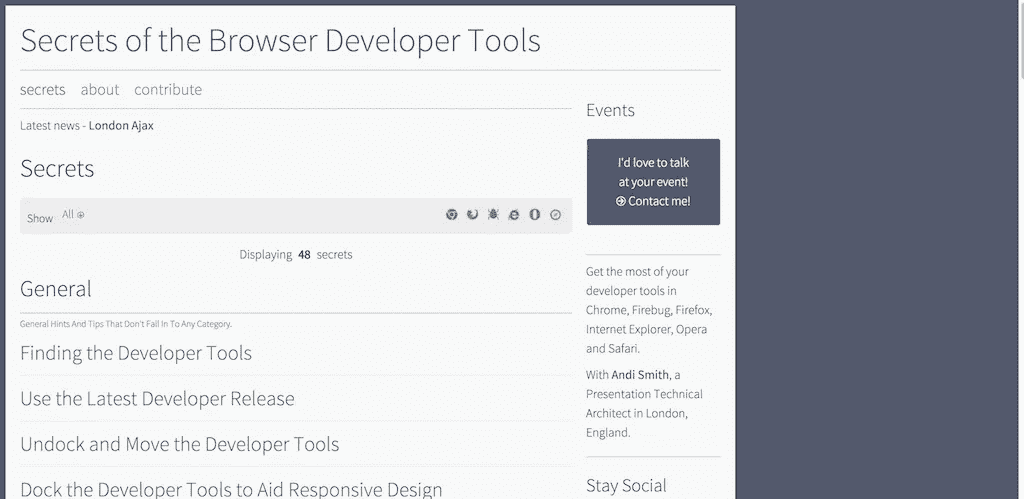 Secrets of the Browser Developer Tools
secrets about contribute
Latest news - London Ajax
Secrets
Show All
Displaying 48 secrets
General
General Hints And Tips That Don't Fall In To Any Category.
Finding the Developer Tools
Use the Latest Developer Release
Undock and Move the Developer Tools
Dock the Developer Tools to Aid Responsive Design
Events
I'd love to talk
at your event!
Contact me!
Get the most of your
developer tools in
Chrome, Firebug, Firefox,
Internet Explorer, Opera
and Safari.
With Andi Smith, a
Presentation Technical
Architect in London,
England.
Stay Social